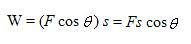 W = (F cos θ) s = Fs cos θ